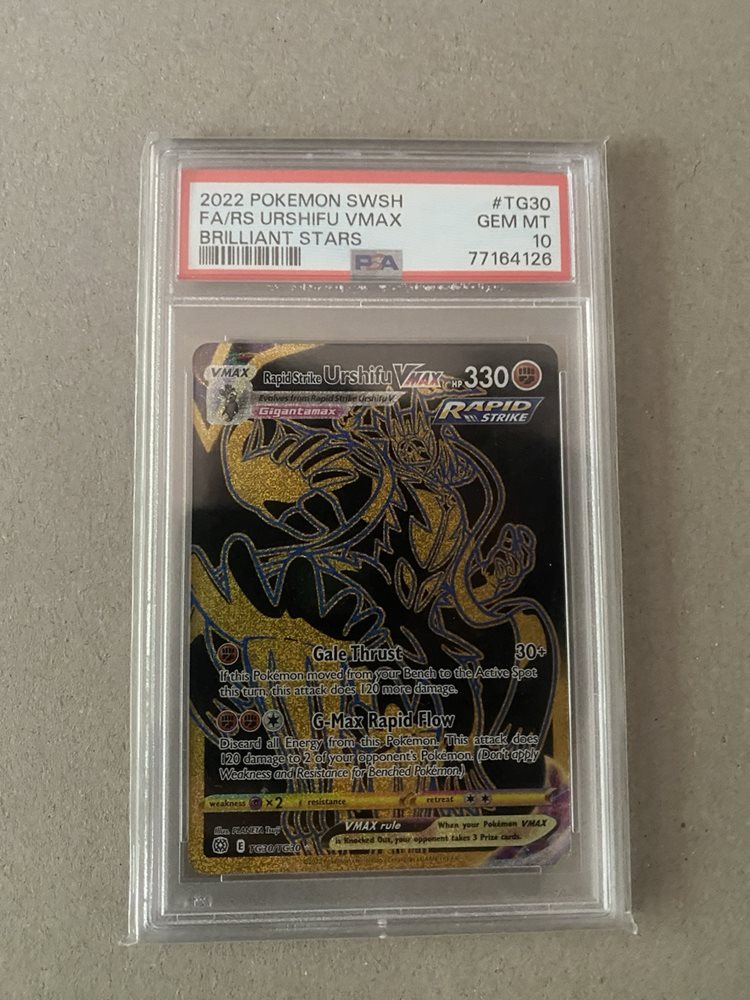 2022 POKEMON SWSH #TG30
FA/RS URSHIFU VMAX GEM MT
BRILLIANT STARS 10
PSA 77164126
VMAX Rapid Strike Urshifu VMAX HP 330
Evolves from Rapid Strike Urshifu V
Gigantamax
RAPID
STRIKE
Gale Thrust 30+
If this Pokémon moved from your Bench to the Active Spot
this turn, this attack does 120 more damage.
G-Max Rapid Flow
Discard all Energy from this Pokémon. This attack does
120 damage to 2 of your opponent's Pokémon. (Don't apply
Weakness and Resistance for Benched Pokémon.)
weakness ×2 resistance retreat
Illus. PLANETA Tsuji VMAX rule When your Pokémon VMAX
is Knocked Out, your opponent takes 3 Prize cards.
E TG30/TG30